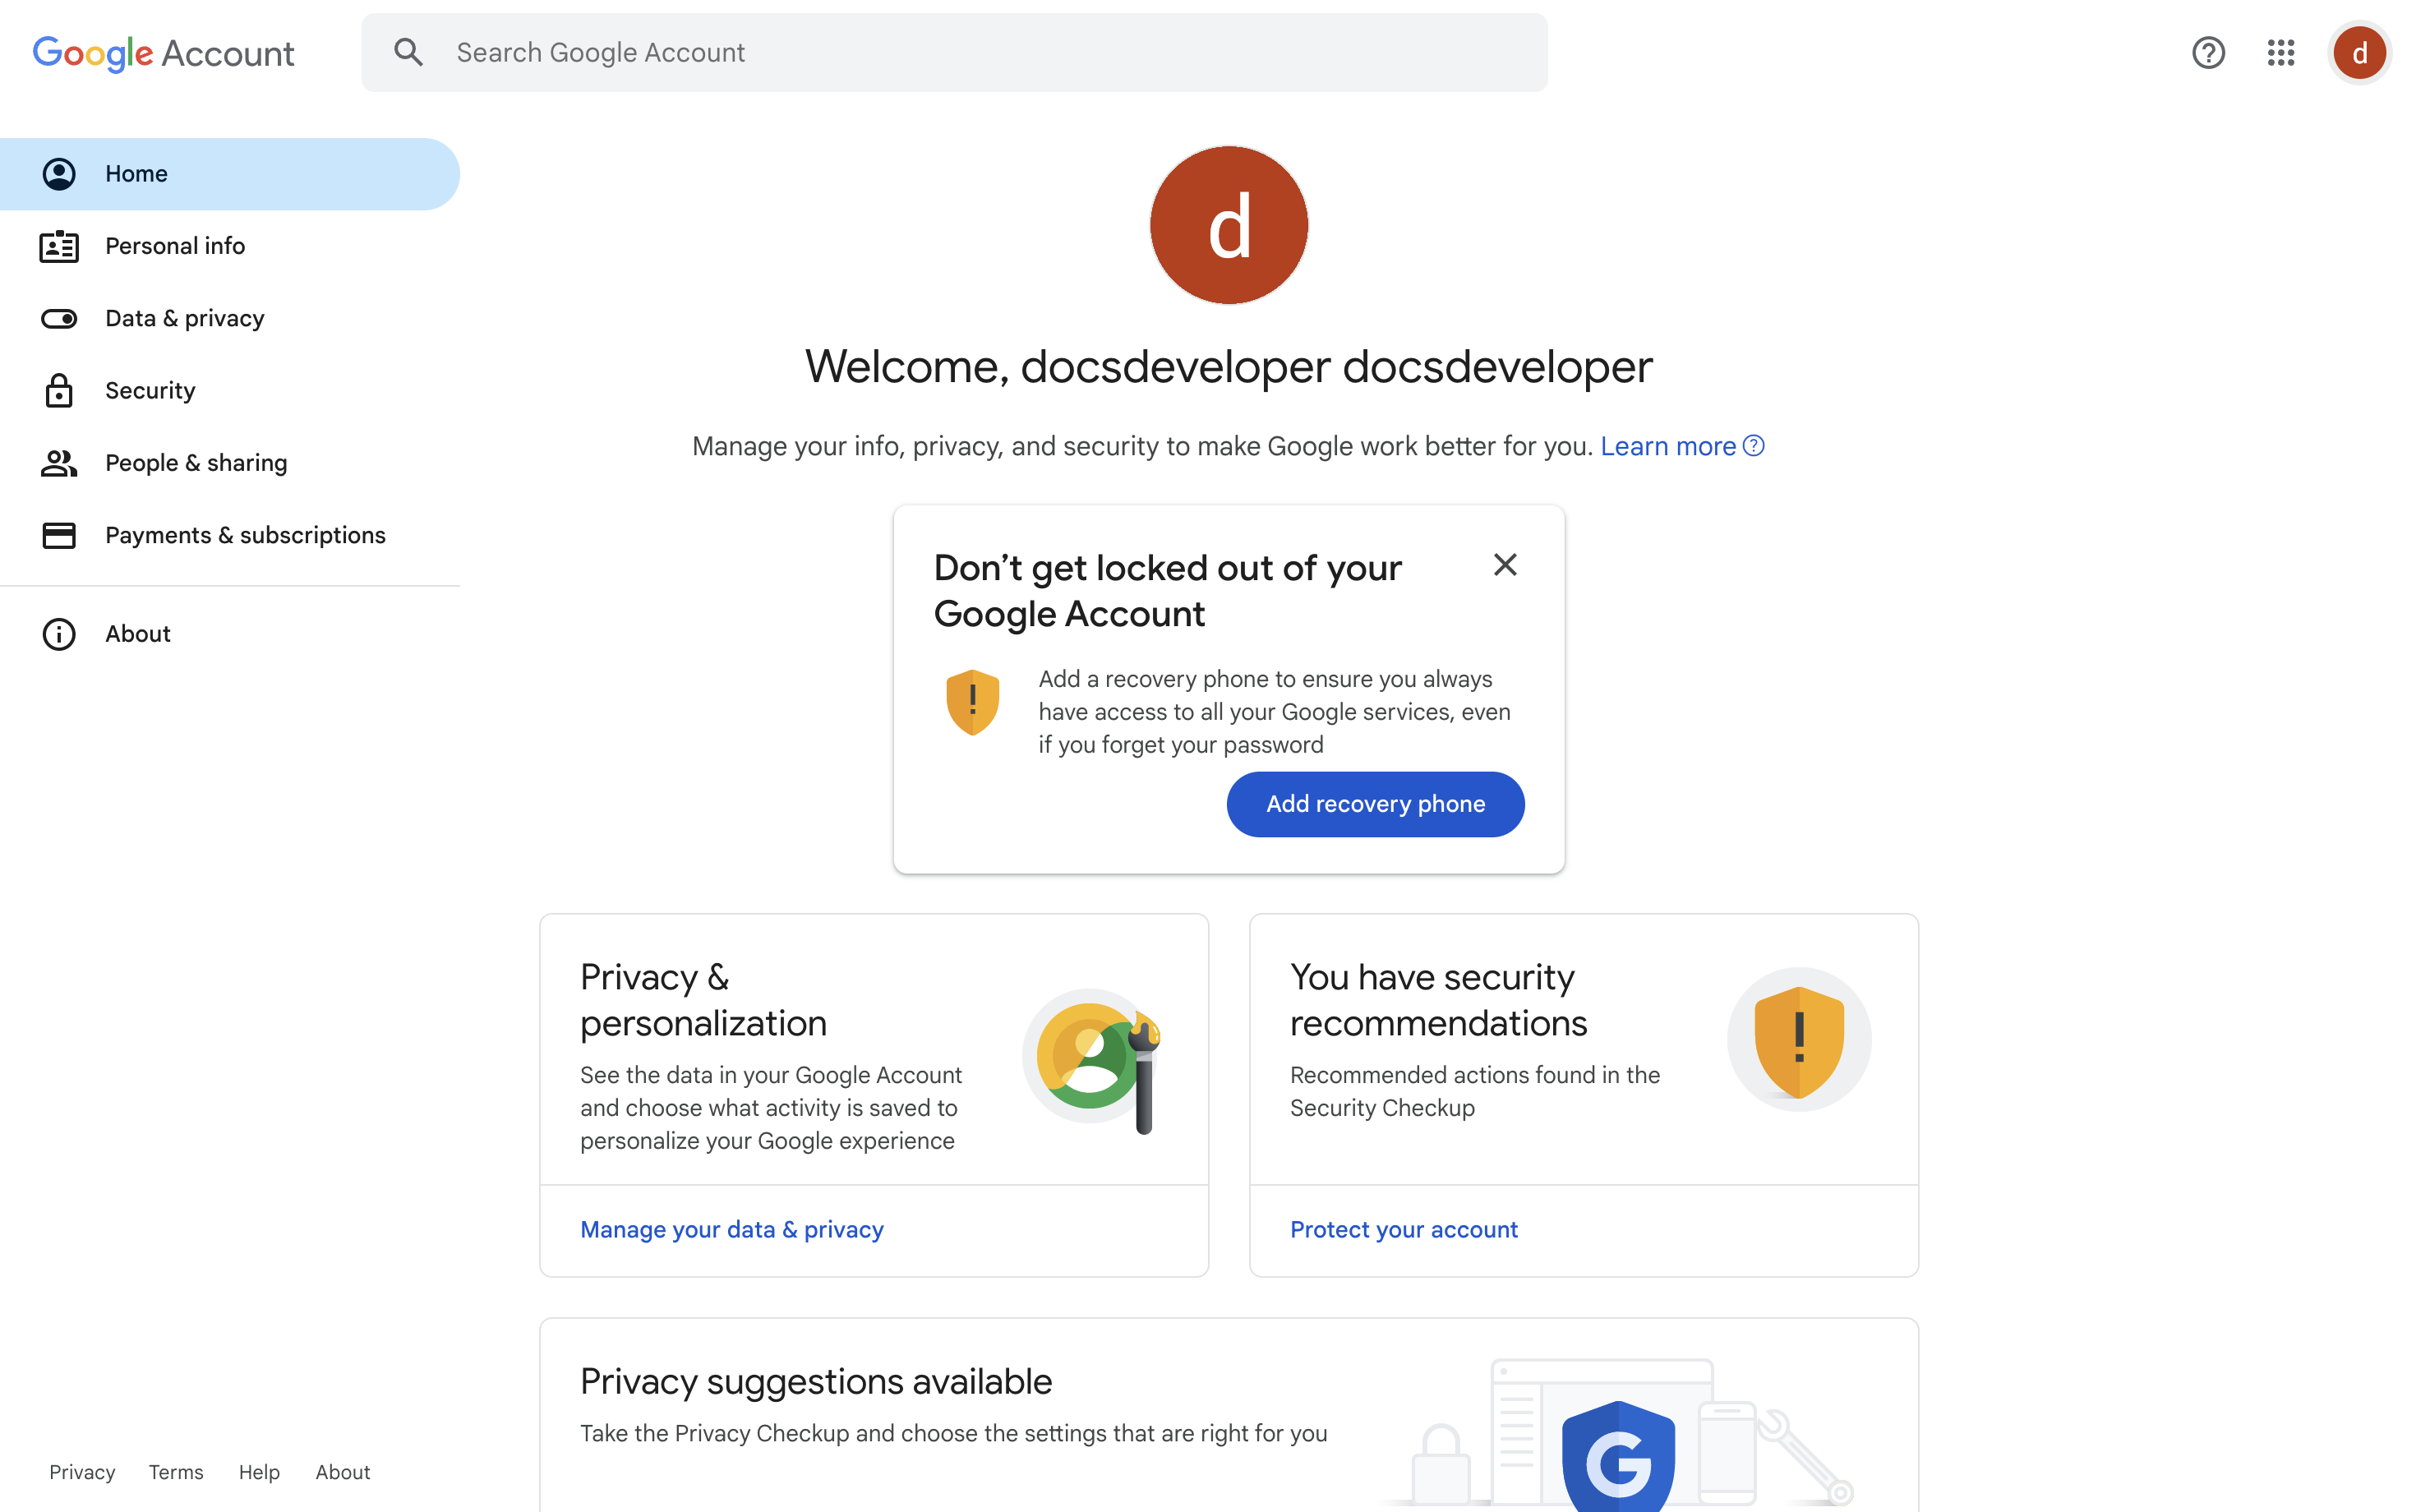 Google Account
Search Google Account
d
Home
Personal info
Data & privacy
Security
People & sharing
Payments & subscriptions
About
d
Welcome, docsdeveloper docsdeveloper
Manage your info, privacy, and security to make Google work better for you. Learn more
Don’t get locked out of your
Google Account
Add a recovery phone to ensure you always
have access to all your Google services, even
if you forget your password
Add recovery phone
Privacy &
personalization
See the data in your Google Account
and choose what activity is saved to
personalize your Google experience
Manage your data & privacy
You have security
recommendations
Recommended actions found in the
Security Checkup
Protect your account
Privacy suggestions available
Take the Privacy Checkup and choose the settings that are right for you
G
Privacy Terms Help About